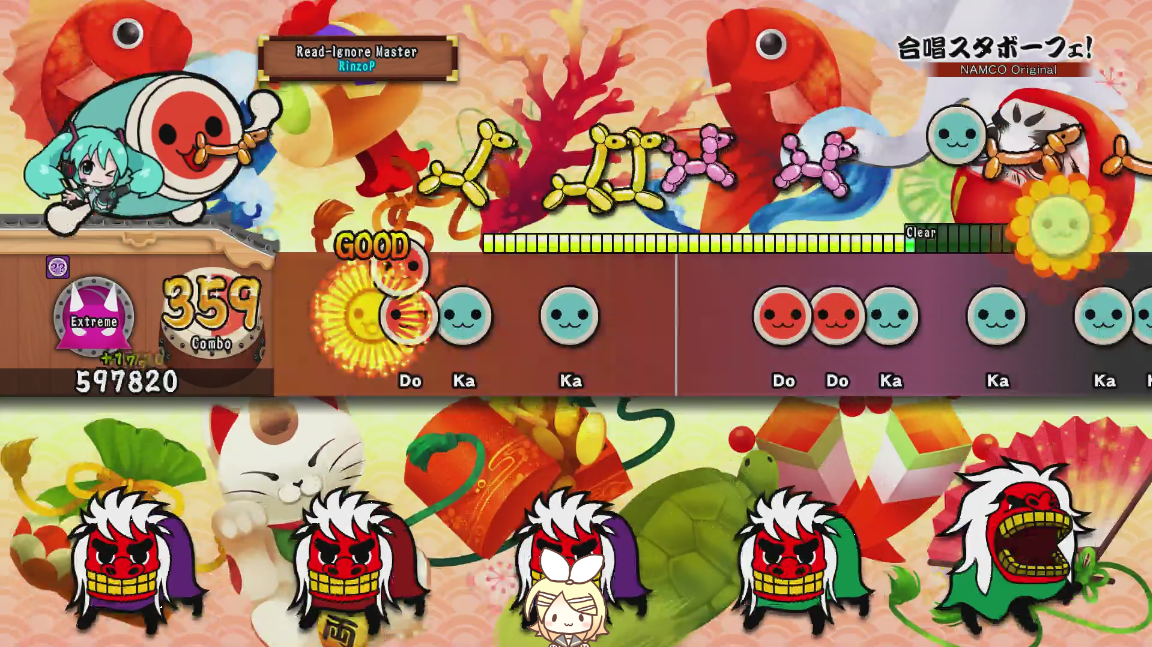 Read-Ignore Master
RinzoP
合唱スタボーフェ!
NAMCO Original
Clear
GOOD
Extreme
359
Combo
597820
Do Ka Ka Do Do Ka Ka Ka
両